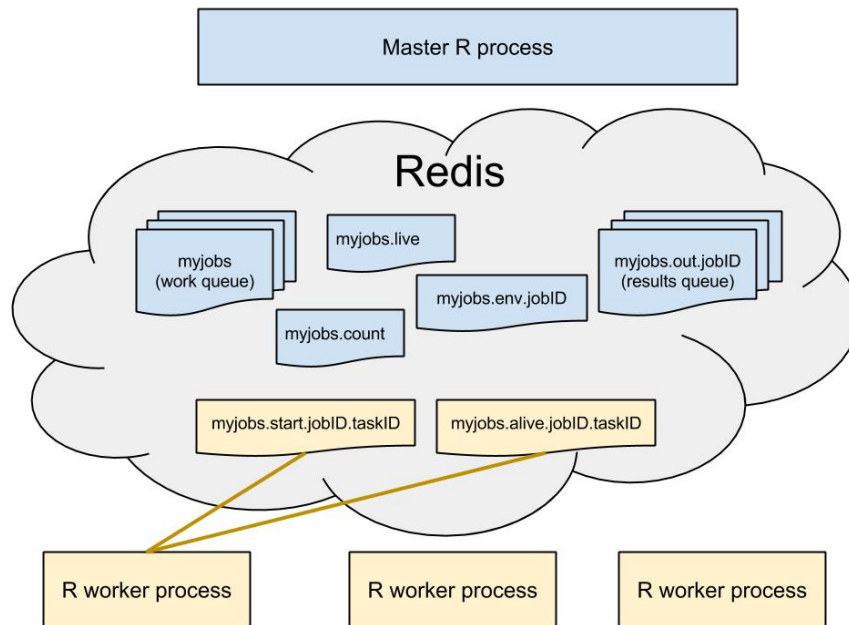 Master R process
Redis
myjobs
(work queue)
myjobs.live
myjobs.out.jobID
(results queue)
myjobs.env.jobID
myjobs.count
myjobs.start.jobID.taskID
myjobs.alive.jobID.taskID
R worker process
R worker process
R worker process